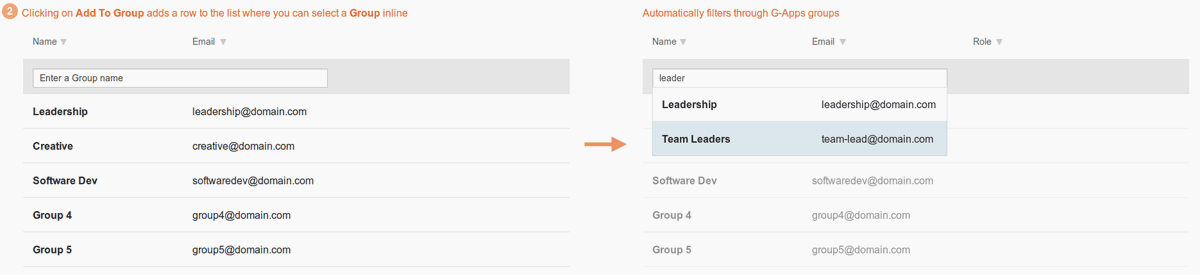 2 Clicking on Add To Group adds a row to the list where you can select a Group inline
Name Email
Enter a Group name
Leadership leadership@domain.com
Creative creative@domain.com
Software Dev softwaredev@domain.com
Group 4 group4@domain.com
Group 5 group5@domain.com
Automatically filters through G-Apps groups
Name Email Role
leader
Leadership leadership@domain.com
Team Leaders team-lead@domain.com
Software Dev softwaredev@domain.com
Group 4 group4@domain.com
Group 5 group5@domain.com